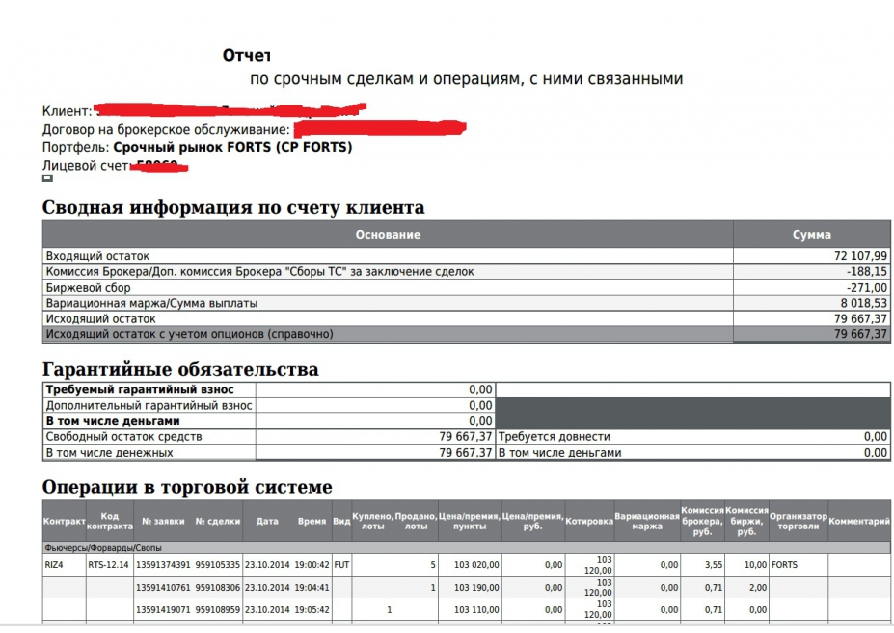 Отчет
по срочным сделкам и операциям, с ними связанными
Клиент:
Договор на брокерское обслуживание:
Портфель: Срочный рынок FORTS (СР FORTS)
Лицевой счет:
Сводная информация по счету клиента
Основание Сумма
Входящий остаток 72 107,99
Комиссия Брокера/Доп. комиссия Брокера "Сборы ТС" за заключение сделок -188,15
Биржевой сбор -271,00
Вариационная маржа/Сумма выплаты 8 018,53
Исходящий остаток 79 667,37
Исходящий остаток с учетом опционов (справочно) 79 667,37
Гарантийные обязательства
Требуемый гарантийный взнос 0,00
Дополнительный гарантийный взнос 0,00
В том числе деньгами 0,00
Свободный остаток средств 79 667,37 Требуется довнести 0,00
В том числе денежных 79 667,37 В том числе деньгами 0,00
Операции в торговой системе
Контракт Код контракта № заявки № сделки Дата Время Вид Куплено, лоты Продано, лоты Цена/премия, пункты Цена/премия, руб. Котировка Вариационная маржа Комиссия брокера, руб. Комиссия биржи, руб. Организатор торговли Комментарий
Фьючерсы/Форварды/Свопы
RIZ4 RTS-12.14 13591374391 959105335 23.10.2014 19:00:42 FUT 5 103 020,00 0,00 103 120,00 0,00 3,55 10,00 FORTS
13591410761 959108306 23.10.2014 19:04:41 1 103 190,00 0,00 103 120,00 0,00 0,71 2,00
13591419071 959108959 23.10.2014 19:05:42 1 103 110,00 0,00 103 120,00 0,00 0,71 0,00